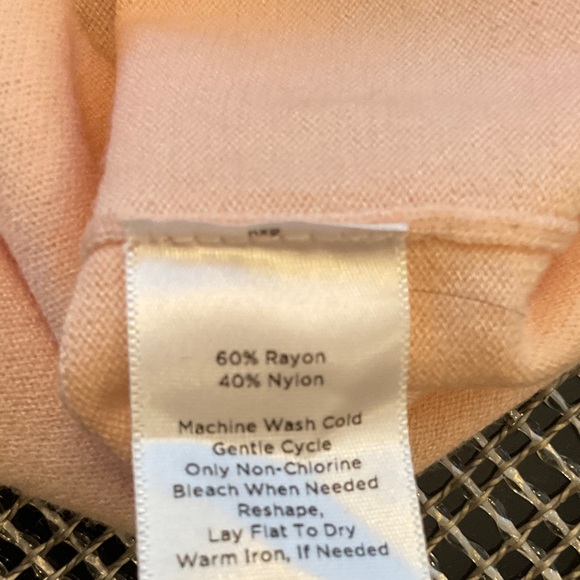 60% Rayon
40% Nylon
Machine Wash Cold
Gentle Cycle
Only Non-Chlorine
Bleach When Needed
Reshape,
Lay Flat To Dry
Warm Iron, If Needed